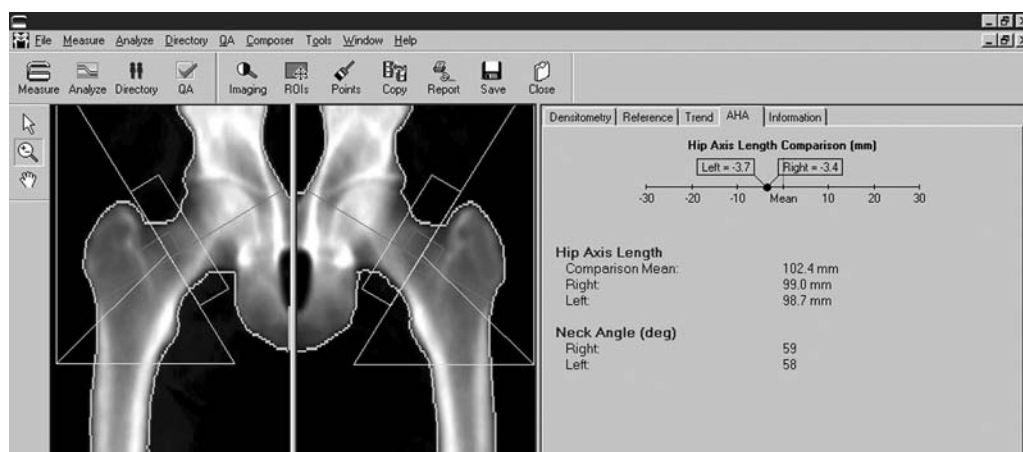 File Measure Analyze Directory QA Composer Tools Window Help
Measure Analyze Directory QA Imaging ROIs Points Copy Report Save Close
Densitometry Reference Trend AHA Information
Hip Axis Length Comparison (mm)
Left = -3.7 Right = -3.4
-30 -20 -10 Mean 10 20 30
Hip Axis Length
Comparison Mean: 102.4 mm
Right: 99.0 mm
Left: 98.7 mm
Neck Angle (deg)
Right: 59
Left: 58